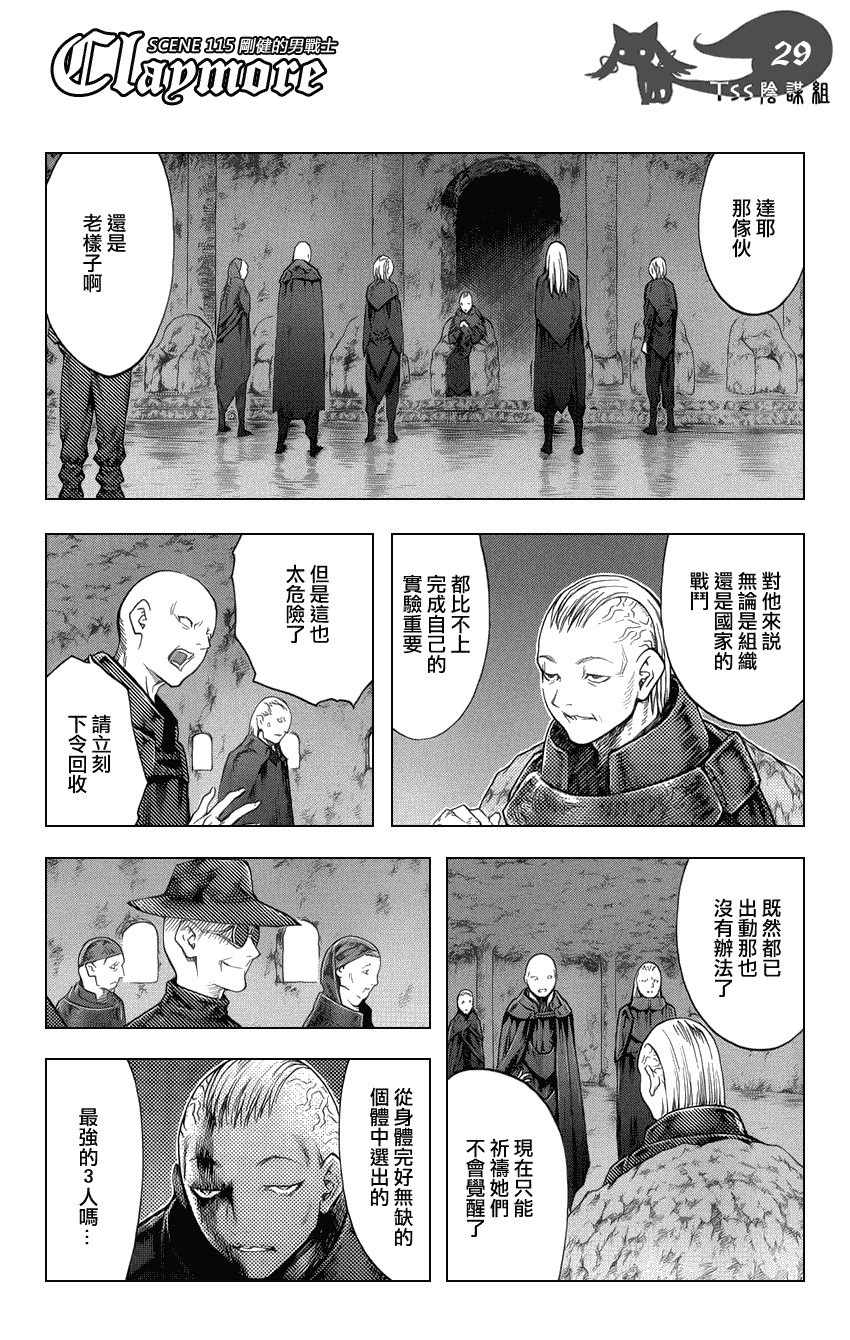 SCENE 115 剛健的男戰士
Claymore
29
Tss陰謀組
達耶
那傢伙
還是
老樣子啊
對他來說
無論是組織
還是國家的
戰鬥
都比不上
完成自己的
實驗重要
但是這也
太危險了
請立刻
下令回收
既然都已
出動那也
沒有辦法了
現在只能
祈禱她們
不會覺醒了
從身體完好無缺的
個體中選出的
最強的3人嗎…